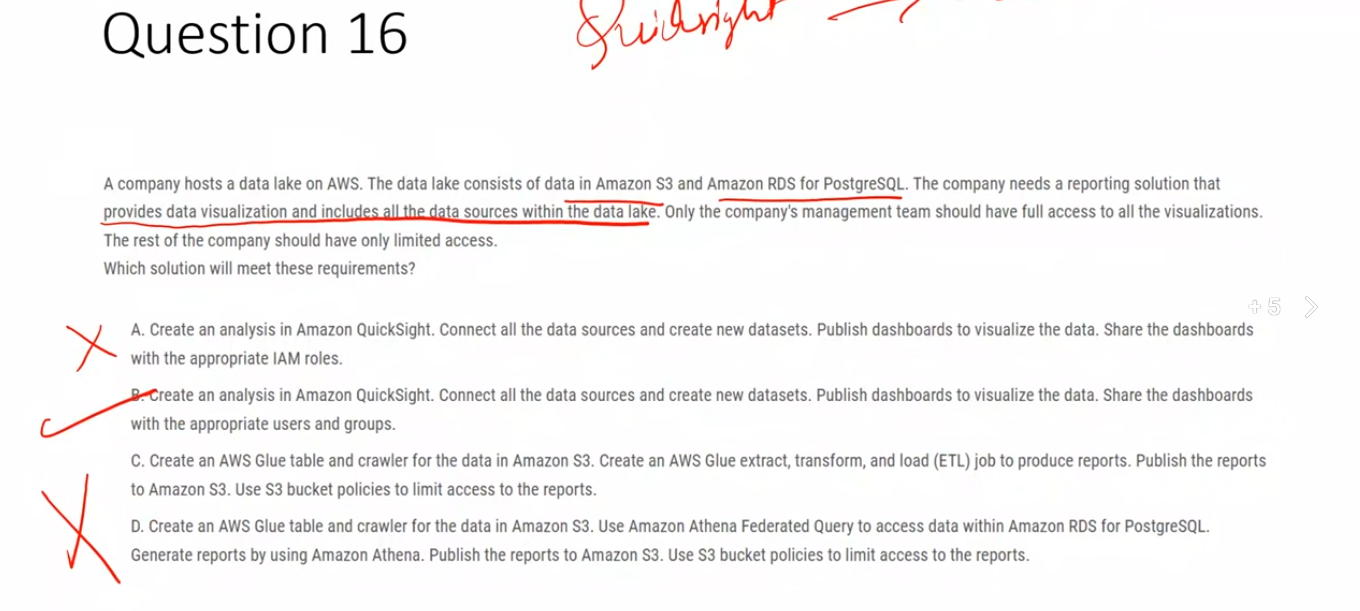 Question 16
Quicksight
A company hosts a data lake on AWS. The data lake consists of data in Amazon S3 and Amazon RDS for PostgreSQL. The company needs a reporting solution that
provides data visualization and includes all the data sources within the data lake. Only the company's management team should have full access to all the visualizations.
The rest of the company should have only limited access.
Which solution will meet these requirements?
+5
A. Create an analysis in Amazon QuickSight. Connect all the data sources and create new datasets. Publish dashboards to visualize the data. Share the dashboards
with the appropriate IAM roles.
B. Create an analysis in Amazon QuickSight. Connect all the data sources and create new datasets. Publish dashboards to visualize the data. Share the dashboards
with the appropriate users and groups.
C. Create an AWS Glue table and crawler for the data in Amazon S3. Create an AWS Glue extract, transform, and load (ETL) job to produce reports. Publish the reports
to Amazon S3. Use S3 bucket policies to limit access to the reports.
D. Create an AWS Glue table and crawler for the data in Amazon S3. Use Amazon Athena Federated Query to access data within Amazon RDS for PostgreSQL.
Generate reports by using Amazon Athena. Publish the reports to Amazon S3. Use S3 bucket policies to limit access to the reports.